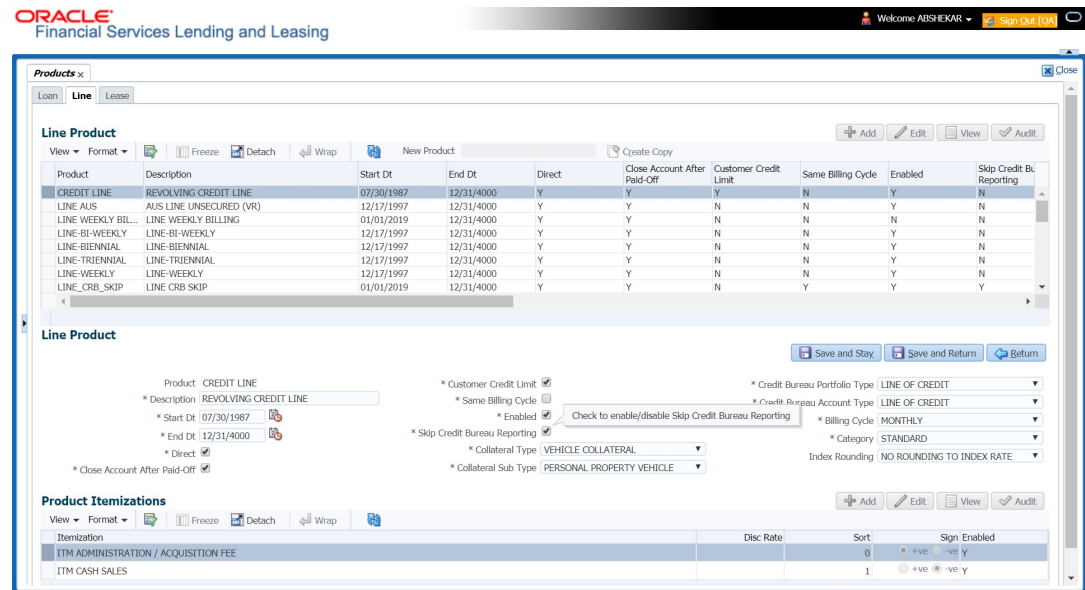 ORACLE
Financial Services Lending and Leasing
Welcome ABSHEKAR
Sign Out [QA]
Products
Close
Loan Line Lease
Line Product
Add Edit View Audit
View Format Freeze Detach Wrap New Product Create Copy
Product Description Start Dt End Dt Direct Close Account After Paid-Off Customer Credit Limit Same Billing Cycle Enabled Skip Credit Bu Reporting
CREDIT LINE REVOLVING CREDIT LINE 07/30/1987 12/31/4000 Y Y Y N Y N
LINE AUS AUS LINE UNSECURED (VR) 12/17/1997 12/31/4000 Y Y N N Y N
LINE WEEKLY BIL... LINE WEEKLY BILLING 01/01/2019 12/31/4000 Y Y N N N N
LINE-BI-WEEKLY LINE-BI-WEEKLY 12/17/1997 12/31/4000 Y Y N N Y N
LINE-BIENNIAL LINE-BIENNIAL 12/17/1997 12/31/4000 Y Y N N Y N
LINE-TRIENNIAL LINE-TRIENNIAL 12/17/1997 12/31/4000 Y Y N N Y N
LINE-WEEKLY LINE-WEEKLY 12/17/1997 12/31/4000 Y Y N N Y N
LINE_CRB_SKIP LINE CRB SKIP 01/01/2019 12/31/4000 Y Y N Y Y Y
Line Product
Save and Stay Save and Return Return
Product CREDIT LINE
* Description REVOLVING CREDIT LINE
* Start Dt 07/30/1987
* End Dt 12/31/4000
* Direct
* Close Account After Paid-Off
* Customer Credit Limit
* Same Billing Cycle
* Enabled
* Skip Credit Bureau Reporting
Check to enable/disable Skip Credit Bureau Reporting
* Collateral Type VEHICLE COLLATERAL
* Collateral Sub Type PERSONAL PROPERTY VEHICLE
* Credit Bureau Portfolio Type LINE OF CREDIT
* Credit Bureau Account Type LINE OF CREDIT
* Billing Cycle MONTHLY
* Category STANDARD
Index Rounding NO ROUNDING TO INDEX RATE
Product Itemizations
Add Edit View Audit
View Format Freeze Detach Wrap
Itemization Disc Rate Sort Sign Enabled
ITM ADMINISTRATION / ACQUISITION FEE 0 +ve -ve Y
ITM CASH SALES 1 +ve -ve Y